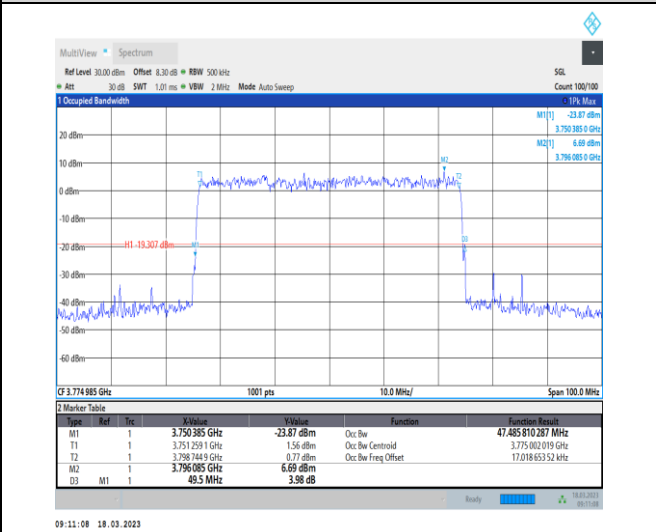 MultiView Spectrum
Ref Level 30.00 dBm Offset 8.30 dB RBW 500 kHz SGL
Att 30 dB SWT 1.01 ms VBW 2 MHz Mode Auto Sweep Count 100/100
1 Occupied Bandwidth 1Pk Max
M1[1] -23.87 dBm
3.750 385 0 GHz
M2[1] 6.69 dBm
3.796 085 0 GHz
20 dBm
10 dBm
0 dBm
-10 dBm
-20 dBm
-30 dBm
-40 dBm
-50 dBm
-60 dBm
H1 -19.307 dBm
M1
T1
M2
T2
D3
CF 3.774 985 GHz 1001 pts 10.0 MHz/ Span 100.0 MHz
2 Marker Table
Type Ref Trc X-Value Y-Value Function Function Result
M1 1 3.750 385 GHz -23.87 dBm Occ Bw 47.485 810 287 MHz
T1 1 3.751 259 1 GHz 1.56 dBm Occ Bw Centroid 3.775 002 019 GHz
T2 1 3.798 744 9 GHz 0.77 dBm Occ Bw Freq Offset 17.018 653 52 kHz
M2 1 3.796 085 GHz 6.69 dBm
D3 M1 1 49.5 MHz 3.98 dB
Ready 18.03.2023
09:11:08
09:11:08 18.03.2023